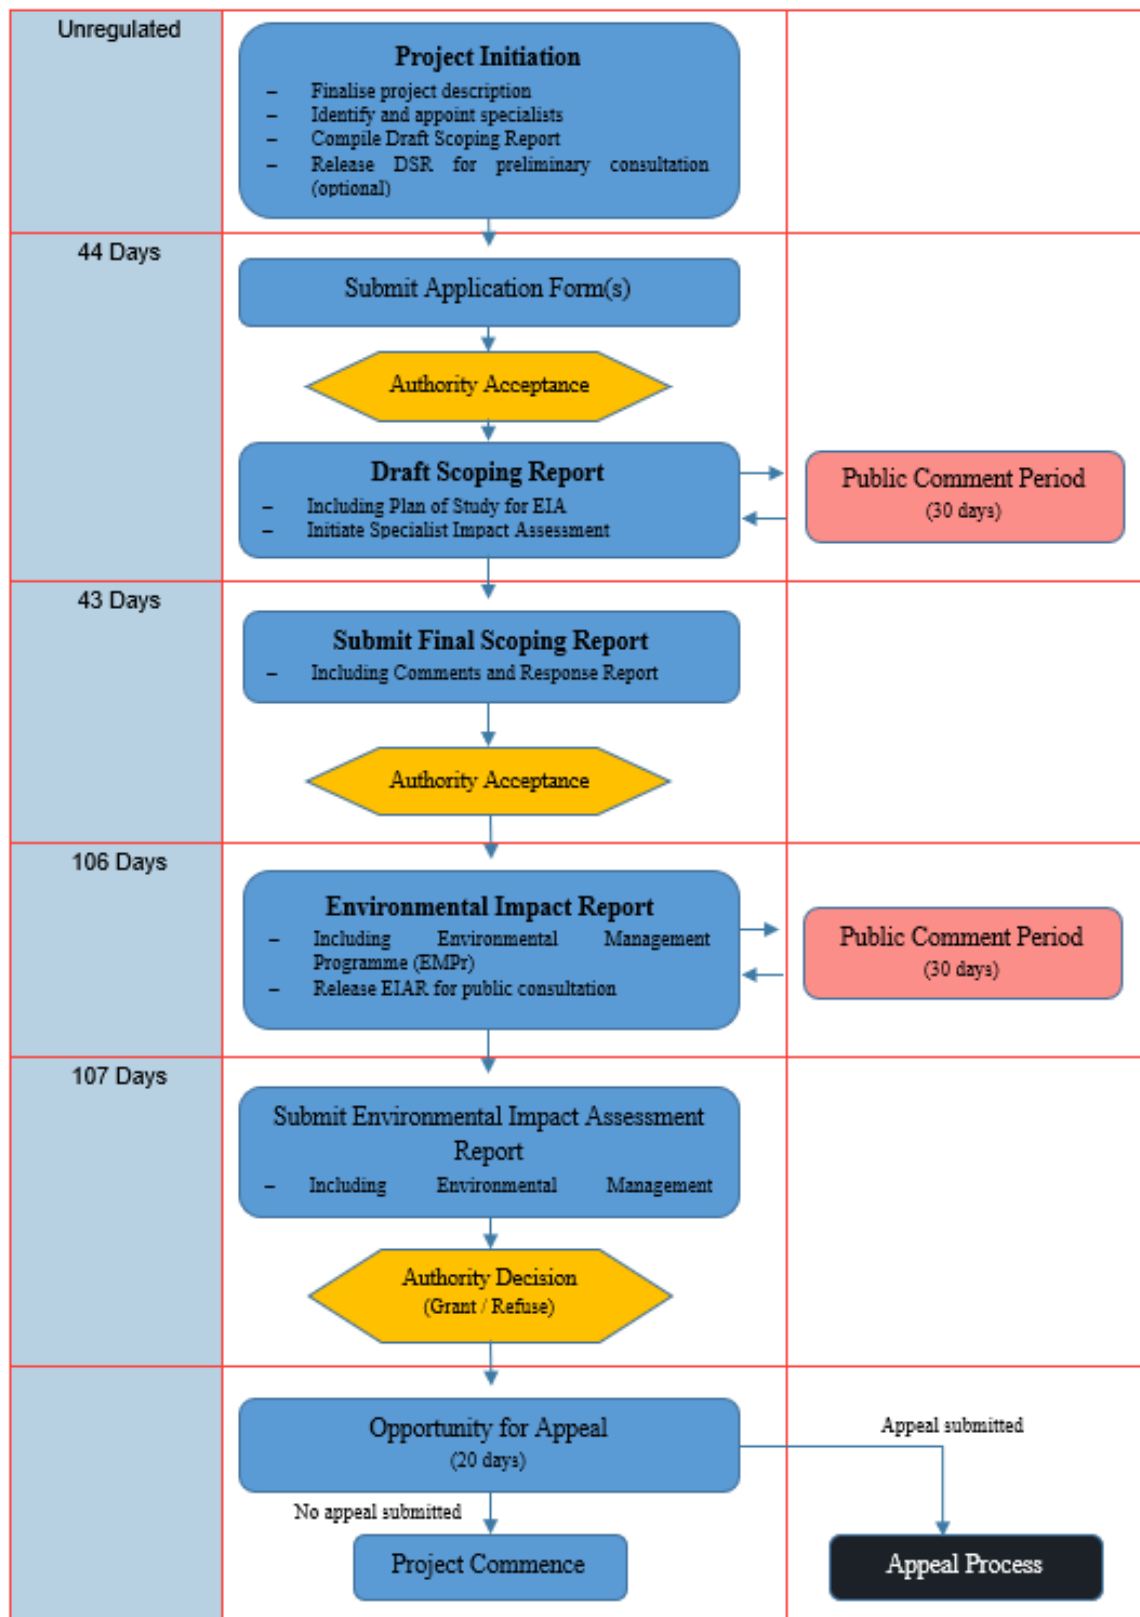 Unregulated
Project Initiation
– Finalise project description
– Identify and appoint specialists
– Compile Draft Scoping Report
– Release DSR for preliminary consultation
(optional)
44 Days
Submit Application Form(s)
Authority Acceptance
Draft Scoping Report
– Including Plan of Study for EIA
– Initiate Specialist Impact Assessment
Public Comment Period
(30 days)
43 Days
Submit Final Scoping Report
– Including Comments and Response Report
Authority Acceptance
106 Days
Environmental Impact Report
– Including Environmental Management
Programme (EMPr)
– Release EIAR for public consultation
Public Comment Period
(30 days)
107 Days
Submit Environmental Impact Assessment
Report
– Including Environmental Management
Authority Decision
(Grant / Refuse)
Opportunity for Appeal
(20 days)
Appeal submitted
No appeal submitted
Project Commence
Appeal Process